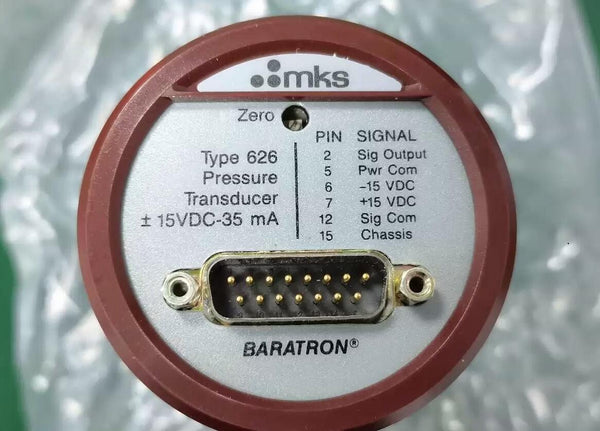 mks
Zero
Type 626
Pressure
Transducer
± 15VDC-35 mA
PIN SIGNAL
2 Sig Output
5 Pwr Com
6 −15 VDC
7 +15 VDC
12 Sig Com
15 Chassis
BARATRON®